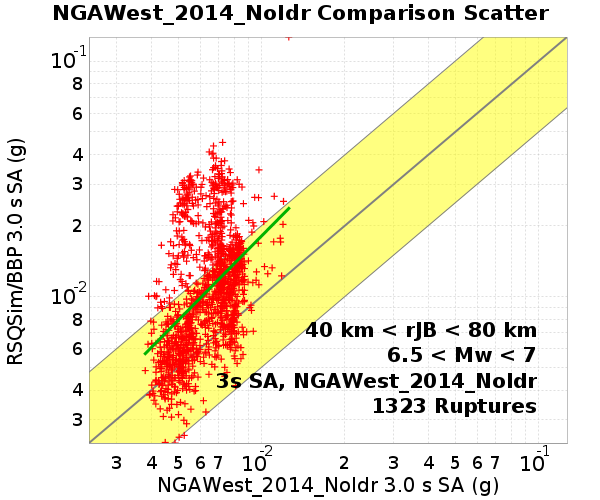 NGAWest_2014_NoIdr Comparison Scatter
RSQSim/BBP 3.0 s SA (g)
10-1
8
6
4
3
2
10-2
8
6
4
3
40 km < rJB < 80 km
6.5 < Mw < 7
3s SA, NGAWest_2014_NoIdr
1323 Ruptures
3 4 5 6 7 10-2 2 3 4 5 6 7 10-1
NGAWest_2014_NoIdr 3.0 s SA (g)